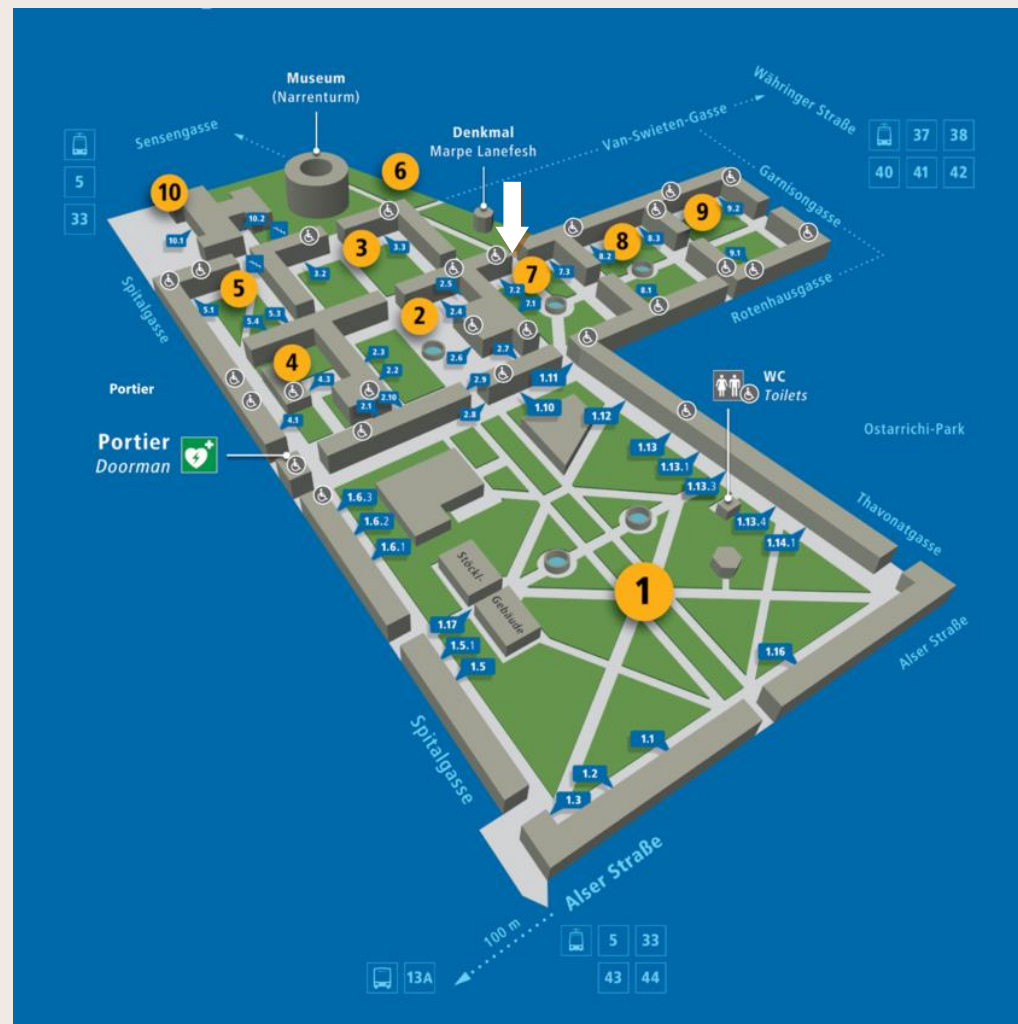 Museum
(Narrenturm)
Sensengasse
Denkmal
Marpe Lanefesh
Van-Swieten-Gasse
Währinger Straße
37 38
40 41 42
5
33
Garnisongasse
Rotenhausgasse
6
10
10.2
10.1
9
9.2
9.1
8
8.3
8.2
8.1
7
7.3
7.2
7.1
3
3.3
3.2
5
5.1
5.4
5.3
2
2.5
2.4
2.3
2.2
2.6
2.7
2.9
2.8
2.10
2.1
4
4.3
4.1
Spitalgasse
Portier
Portier
Doorman
WC
Toilets
Ostarrichi-Park
Thavonatgasse
1.11
1.10
1.12
1.13
1.13.1
1.13.3
1.13.4
1.14.1
1.6.3
1.6.2
1.6.1
Stöckl-
Gebäude
1
1.17
1.5.1
1.5
1.16
1.1
1.2
1.3
Spitalgasse
Alser Straße
Alser Straße
100 m
13A
5 33
43 44